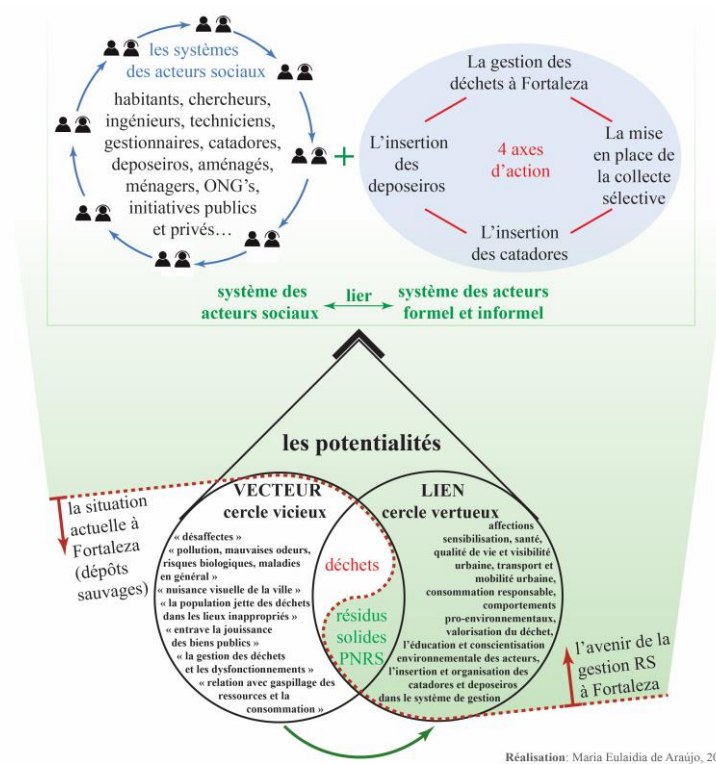 les systèmes
des acteurs sociaux
habitants, chercheurs,
ingénieurs, techniciens,
gestionnaires, catadores,
deposeiros, aménagés,
ménagers, ONG's,
initiatives publics
et privés…
+
La gestion des
déchets à Fortaleza
L'insertion
des
deposeiros
4 axes
d'action
La mise
en place de
la collecte
sélective
L'insertion
des catadores
système des
acteurs sociaux
lier
système des acteurs
formel et informel
les potentialités
la situation
actuelle à
Fortaleza
(dépôts
sauvages)
VECTEUR
cercle vicieux
« désaffectes »
« pollution, mauvaises odeurs,
risques biologiques, maladies
en général »
« nuisance visuelle de la ville »
« la population jette des déchets
dans les lieux inappropriés »
« entrave la jouissance
des biens publics »
« la gestion des déchets
et les dysfonctionnements »
« relation avec gaspillage des
ressources et la
consommation »
déchets
résidus
solides
PNRS
LIEN
cercle vertueux
affections
sensibilisation, santé,
qualité de vie et visibilité
urbaine, transport et
mobilité urbaine,
consommation responsable,
comportements
pro-environnementaux,
valorisation du déchet,
l'éducation et conscientisation
environnementale des acteurs,
l'insertion et organisation des
catadores et deposeiros
dans le système de gestion
l'avenir de la
gestion RS
à Fortaleza
Réalisation: Maria Eulaidia de Araújo, 20